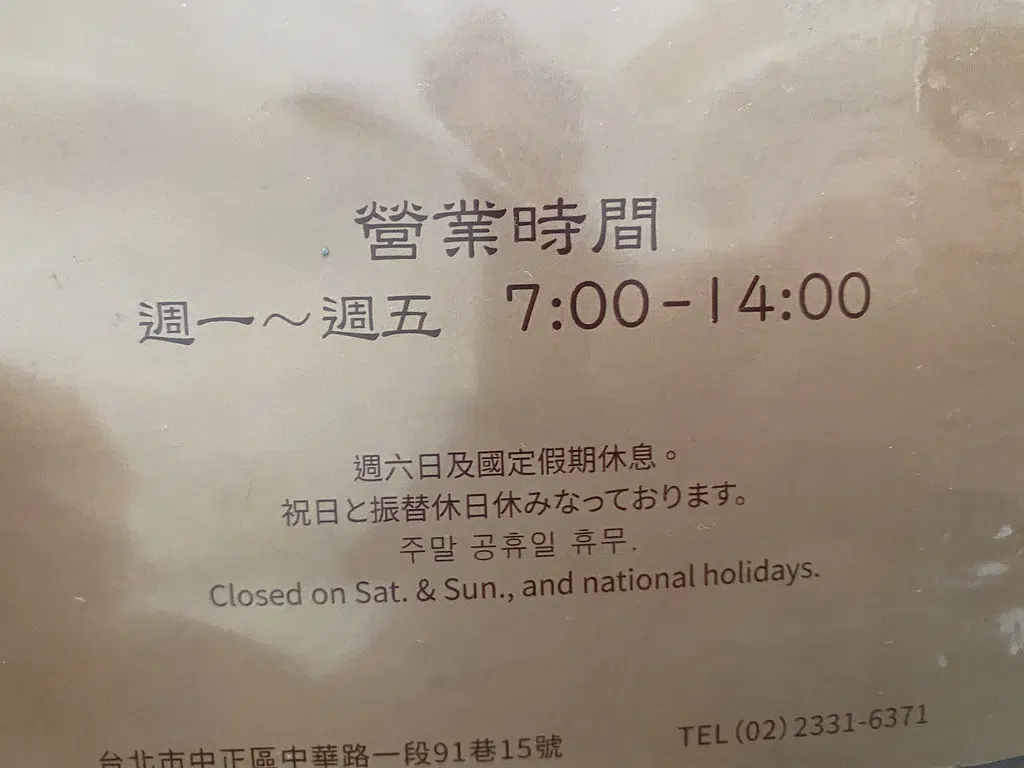 營業時間
週一～週五 7:00-14:00
週六日及國定假期休息。
祝日と振替休日休みなっております。
주말 공휴일 휴무.
Closed on Sat. & Sun., and national holidays.
台北市中正區中華路一段91巷15號 TEL(02)2331-6371